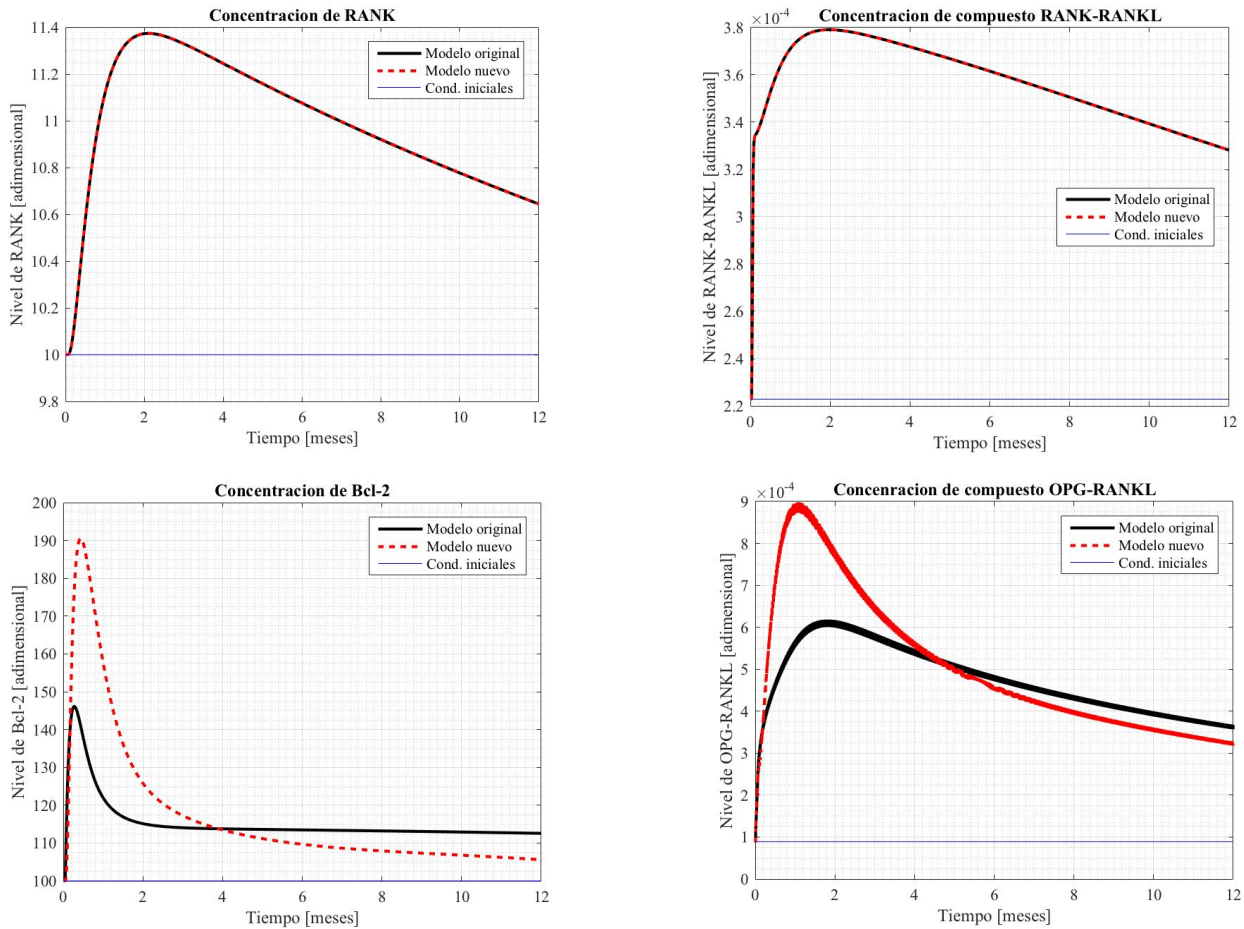 Concentracion de RANK
11.4
11.2
11
10.8
10.6
10.4
10.2
10
9.8
Nivel de RANK [adimensional]
Modelo original
Modelo nuevo
Cond. iniciales
0 2 4 6 8 10 12
Tiempo [meses]
Concentracion de compuesto RANK-RANKL
×10⁻⁴
3.8
3.6
3.4
3.2
3
2.8
2.6
2.4
2.2
Nivel de RANK-RANKL [adimensional]
Modelo original
Modelo nuevo
Cond. iniciales
0 2 4 6 8 10 12
Tiempo [meses]
Concentracion de Bcl-2
200
190
180
170
160
150
140
130
120
110
100
Nivel de Bcl-2 [adimensional]
Modelo original
Modelo nuevo
Cond. iniciales
0 2 4 6 8 10 12
Tiempo [meses]
Concenracion de compuesto OPG-RANKL
×10⁻⁴
9
8
7
6
5
4
3
2
1
0
Nivel de OPG-RANKL [adimensional]
Modelo original
Modelo nuevo
Cond. iniciales
0 2 4 6 8 10 12
Tiempo [meses]